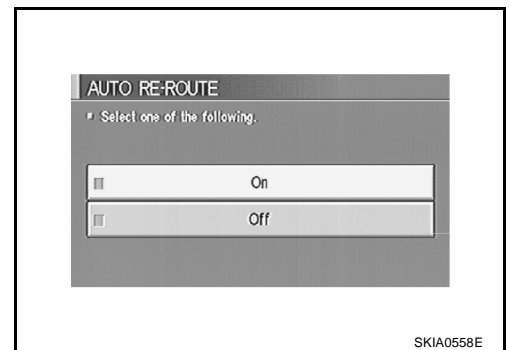 AUTO RE-ROUTE
Select one of the following.
On
Off
SKIA0558E